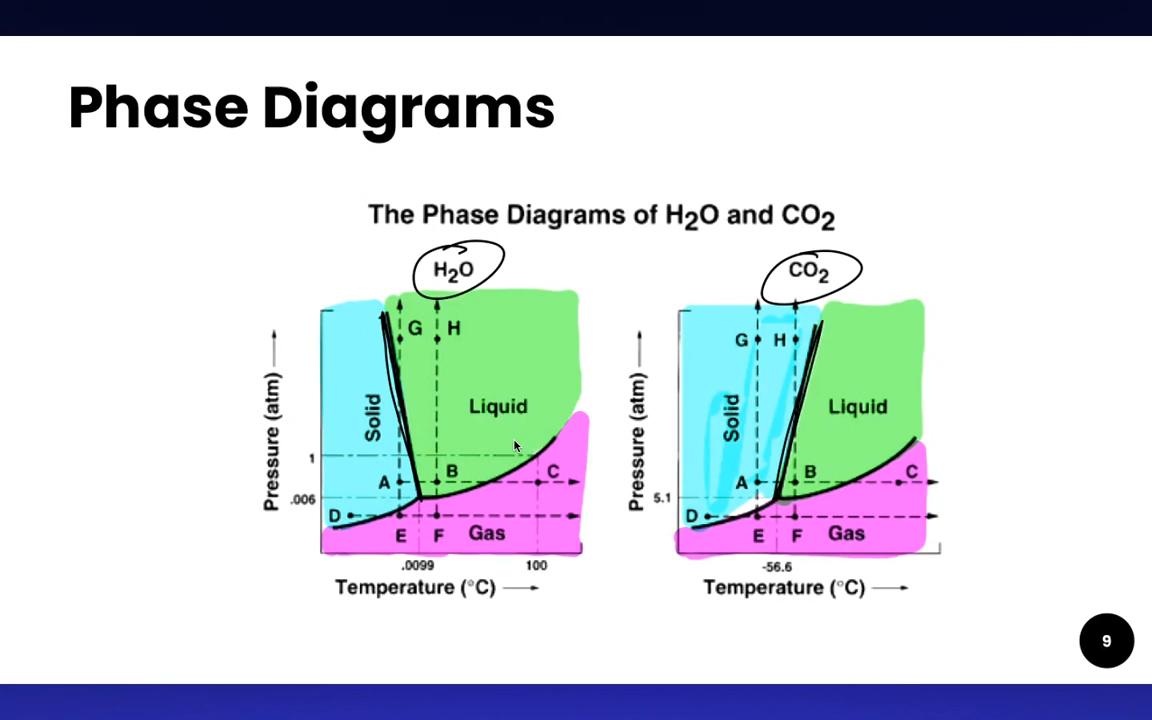 Phase Diagrams
The Phase Diagrams of H2O and CO2
H2O
Pressure (atm)
1
.006
Solid
Liquid
Gas
G
H
A
B
C
D
E
F
.0099
100
Temperature (°C)
CO2
Pressure (atm)
5.1
Solid
Liquid
Gas
G
H
A
B
C
D
E
F
-56.6
Temperature (°C)
9